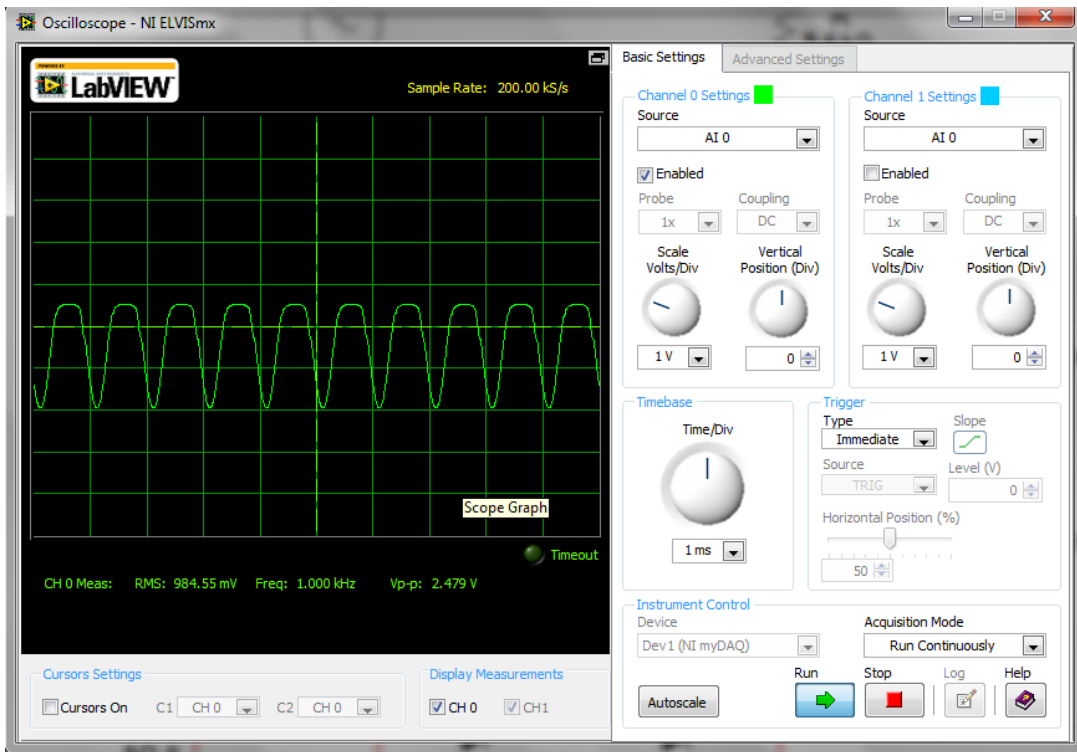 Oscilloscope - NI ELVISmx
POWERED BY
LabVIEW
Sample Rate: 200.00 kS/s
Scope Graph
Timeout
CH 0 Meas: RMS: 984.55 mV Freq: 1.000 kHz Vp-p: 2.479 V
Cursors Settings
Cursors On C1 CH 0 C2 CH 0
Display Measurements
CH 0 CH1
Basic Settings Advanced Settings
Channel 0 Settings
Source
AI 0
Enabled
Probe Coupling
1x DC
Scale Vertical
Volts/Div Position (Div)
1 V 0
Channel 1 Settings
Source
AI 0
Enabled
Probe Coupling
1x DC
Scale Vertical
Volts/Div Position (Div)
1 V 0
Timebase
Time/Div
1 ms
Trigger
Type Slope
Immediate
Source Level (V)
TRIG 0
Horizontal Position (%)
50
Instrument Control
Device Acquisition Mode
Dev1 (NI myDAQ) Run Continuously
Run Stop Log Help
Autoscale